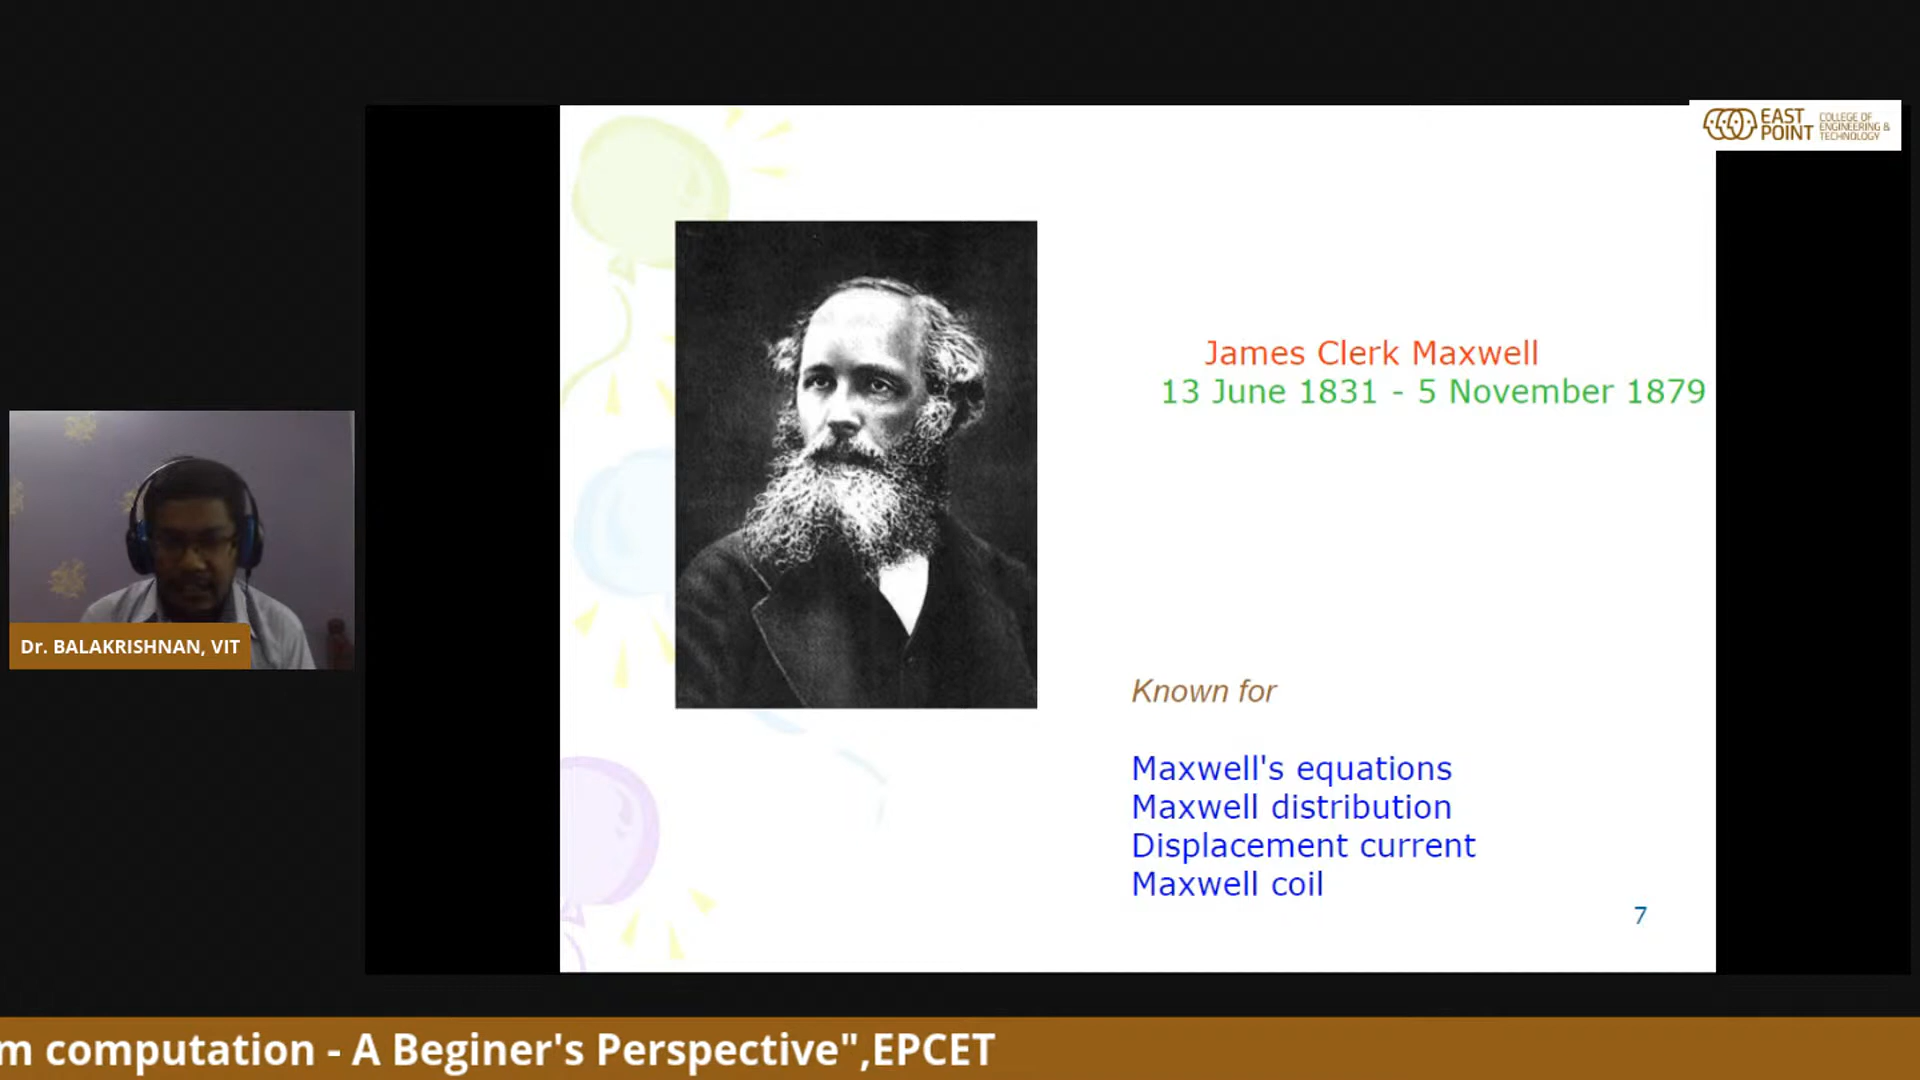 EAST
POINT
COLLEGE OF
ENGINEERING &
TECHNOLOGY
James Clerk Maxwell
13 June 1831 - 5 November 1879
Dr. BALAKRISHNAN, VIT
Known for
Maxwell's equations
Maxwell distribution
Displacement current
Maxwell coil
7
m computation - A Beginer's Perspective",EPCET